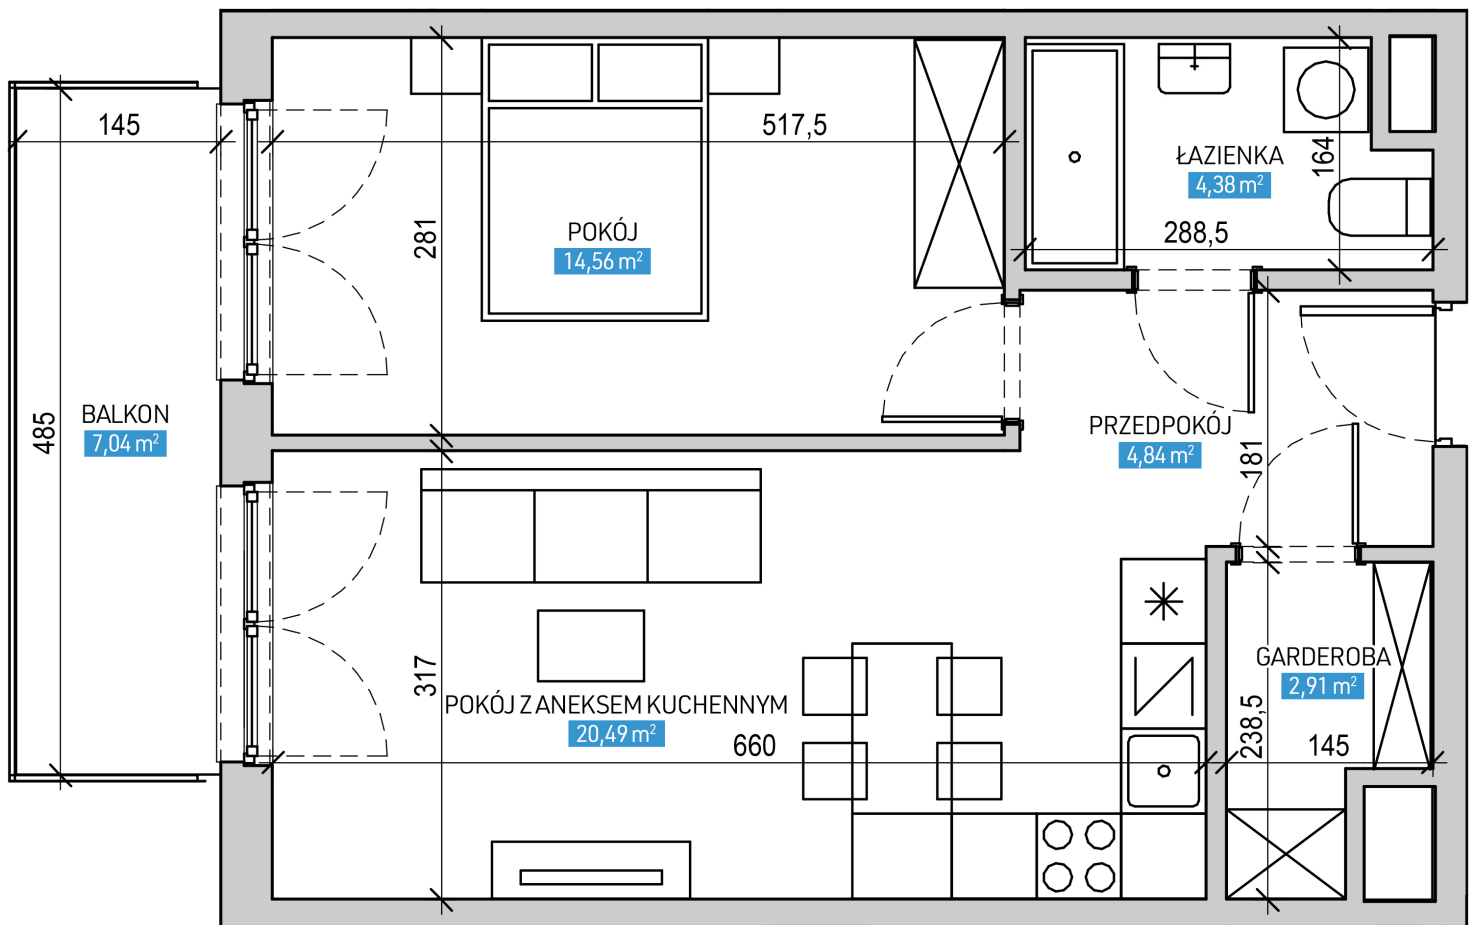 145
517,5
164
ŁAZIENKA
4,38 m²
288,5
281
POKÓJ
14,56 m²
485
BALKON
7,04 m²
PRZEDPOKÓJ
4,84 m²
181
317
POKÓJ Z ANEKSEM KUCHENNYM
20,49 m²
660
GARDEROBA
2,91 m²
238,5
145